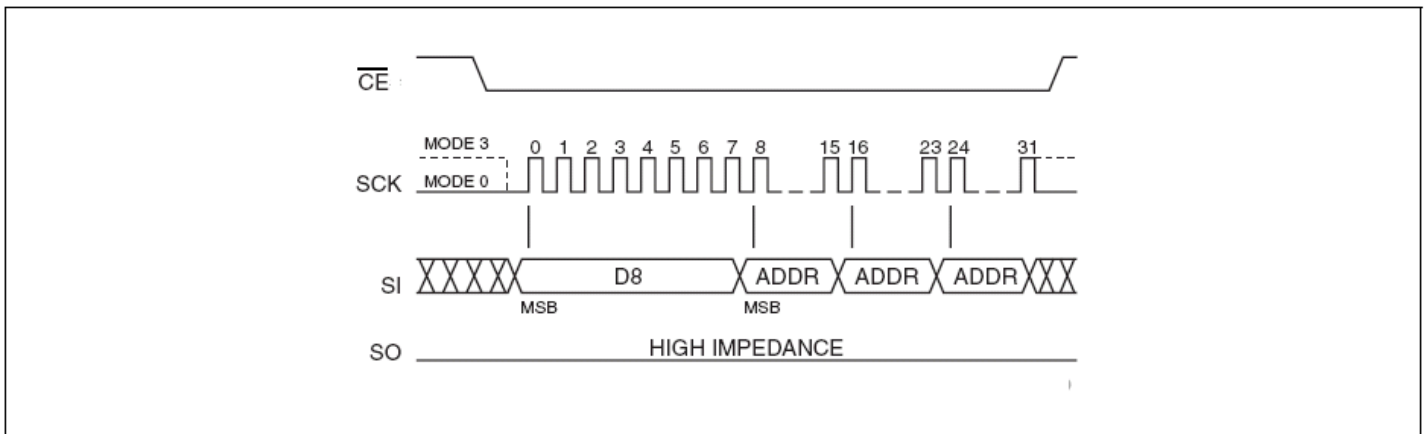 CE
MODE 3
0 1 2 3 4 5 6 7 8 15 16 23 24 31
SCK MODE 0
SI D8 ADDR ADDR ADDR
MSB MSB
SO HIGH IMPEDANCE